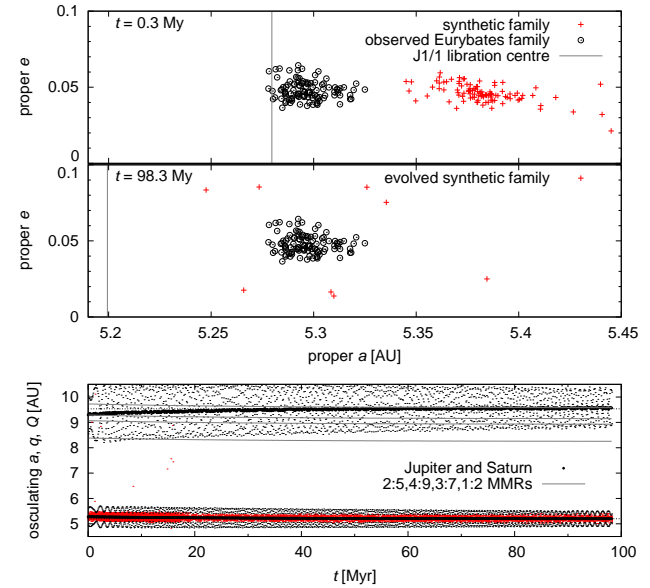 0.1
t = 0.3 My
synthetic family
observed Eurybates family
J1/1 libration centre
proper e
0.05
0
0.1
t = 98.3 My
evolved synthetic family
proper e
0.05
0
5.2 5.25 5.3 5.35 5.4 5.45
proper a [AU]
osculating a, q, Q [AU]
10
9
8
7
6
5
Jupiter and Saturn
2:5,4:9,3:7,1:2 MMRs
0 20 40 60 80 100
t [Myr]